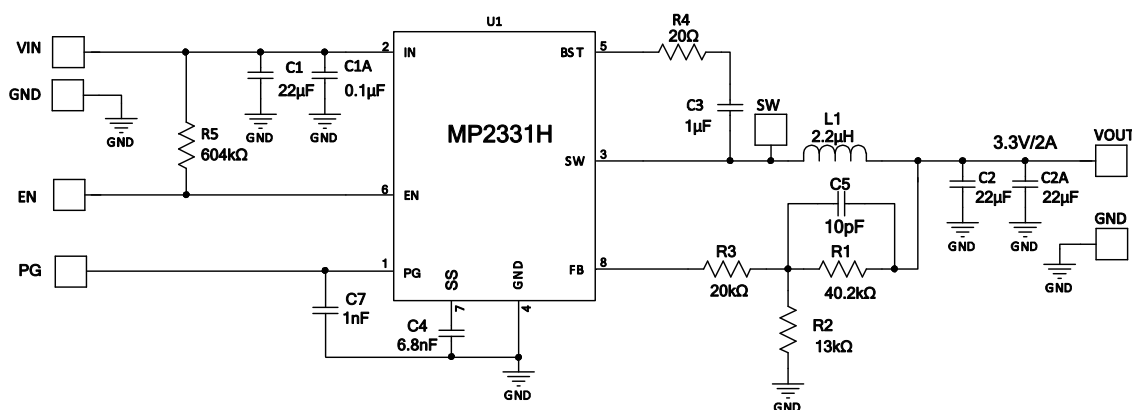 U1
R4
20Ω
VIN
2
IN
BST
5
C1
22µF
C1A
0.1µF
GND
GND
GND
GND
C3
1µF
SW
L1
2.2µH
R5
604kΩ
MP2331H
3.3V/2A
VOUT
SW
3
EN
6
EN
C5
10pF
C2
22µF
C2A
22µF
GND
GND
GND
GND
PG
1
PG
SS
GND
FB
8
R3
20kΩ
R1
40.2kΩ
C7
1nF
7
4
C4
6.8nF
R2
13kΩ
GND
GND